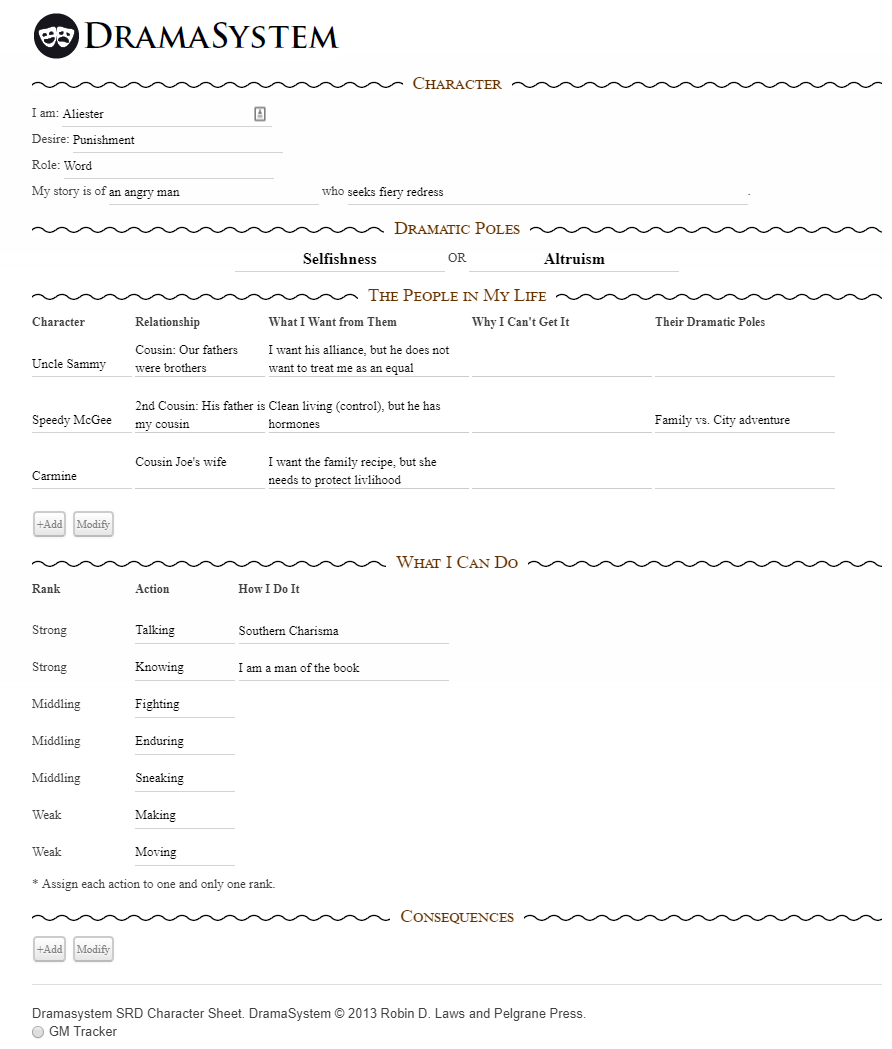 DRAMASYSTEM
CHARACTER
I am: Aliester
Desire: Punishment
Role: Word
My story is of an angry man who seeks fiery redress .
DRAMATIC POLES
Selfishness OR Altruism
THE PEOPLE IN MY LIFE
Character Relationship What I Want from Them Why I Can't Get It Their Dramatic Poles
Uncle Sammy
Cousin: Our fathers
were brothers
I want his alliance, but he does not
want to treat me as an equal
Speedy McGee
2nd Cousin: His father is
my cousin
Clean living (control), but he has
hormones
Family vs. City adventure
Carmine
Cousin Joe's wife
I want the family recipe, but she
needs to protect livlihood
+Add Modify
WHAT I CAN DO
Rank Action How I Do It
Strong Talking Southern Charisma
Strong Knowing I am a man of the book
Middling Fighting
Middling Enduring
Middling Sneaking
Weak Making
Weak Moving
* Assign each action to one and only one rank.
CONSEQUENCES
+Add Modify
Dramasystem SRD Character Sheet. DramaSystem © 2013 Robin D. Laws and Pelgrane Press.
GM Tracker